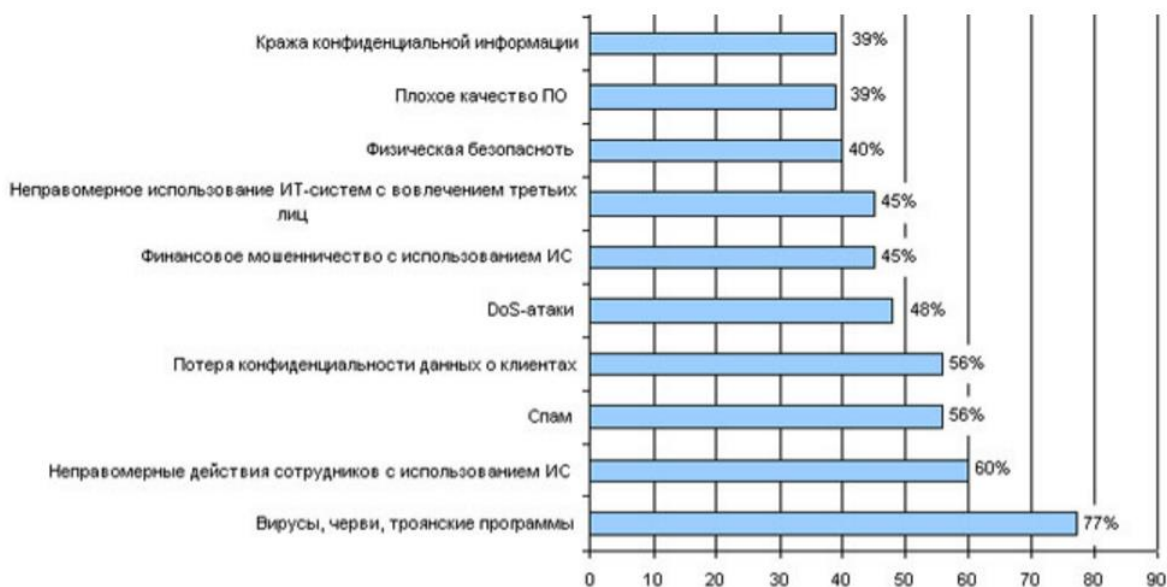 Кража конфиденциальной информации
39%
Плохое качество ПО
39%
Физическая безопасноть
40%
Неправомерное использование ИТ-систем с вовлечением третьих
лиц
45%
Финансовое мошенничество с использованием ИС
45%
DoS-атаки
48%
Потеря конфиденциальности данных о клиентах
56%
Спам
56%
Неправомерные действия сотрудников с использованием ИС
60%
Вирусы, черви, троянские программы
77%
0 10 20 30 40 50 60 70 80 90